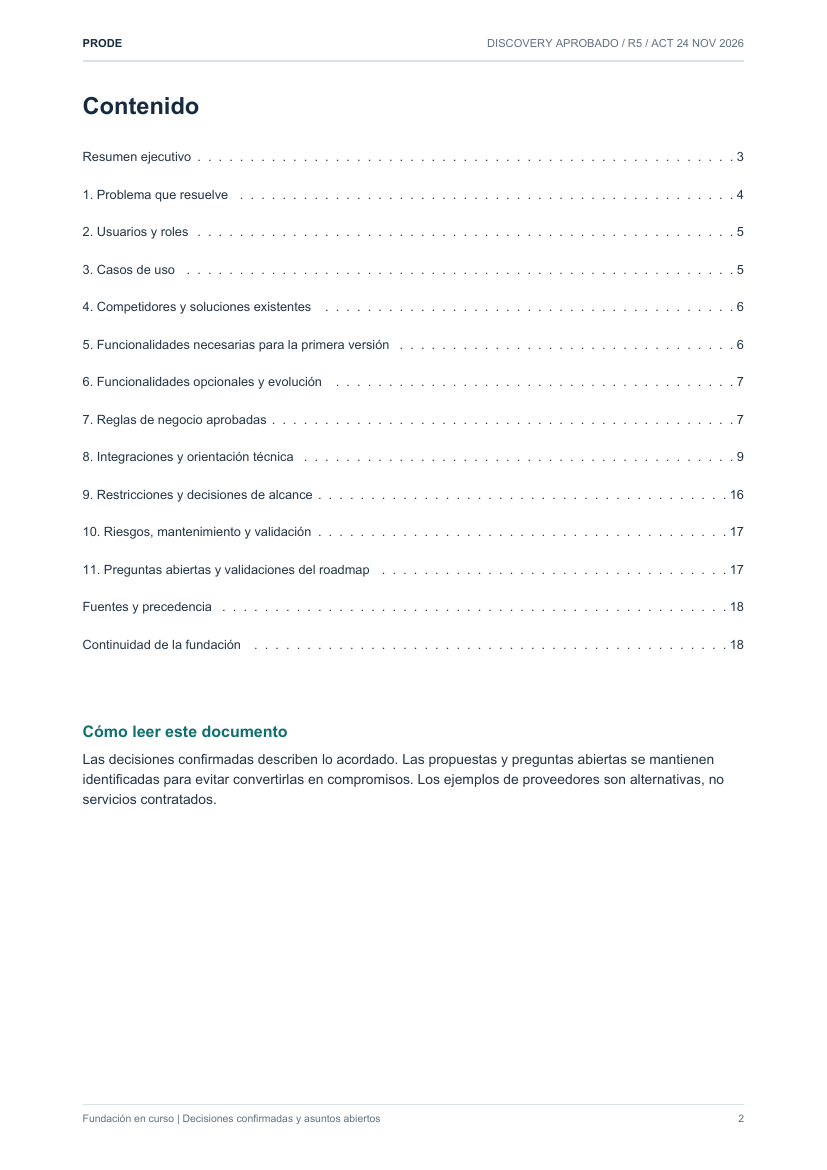 PRODE DISCOVERY APROBADO / R5 / ACT 24 NOV 2026
Contenido
Resumen ejecutivo . . . . . . . . . . . . . . . . . . . . . . . . . . . . . . . . . . . . . . . . . . . . . . . . . . . 3
1. Problema que resuelve . . . . . . . . . . . . . . . . . . . . . . . . . . . . . . . . . . . . . . . . . . . . . . . 4
2. Usuarios y roles . . . . . . . . . . . . . . . . . . . . . . . . . . . . . . . . . . . . . . . . . . . . . . . . . . . 5
3. Casos de uso . . . . . . . . . . . . . . . . . . . . . . . . . . . . . . . . . . . . . . . . . . . . . . . . . . . . 5
4. Competidores y soluciones existentes . . . . . . . . . . . . . . . . . . . . . . . . . . . . . . . . . . . . . . . 6
5. Funcionalidades necesarias para la primera versión . . . . . . . . . . . . . . . . . . . . . . . . . . . . . . . . 6
6. Funcionalidades opcionales y evolución . . . . . . . . . . . . . . . . . . . . . . . . . . . . . . . . . . . . . . 7
7. Reglas de negocio aprobadas . . . . . . . . . . . . . . . . . . . . . . . . . . . . . . . . . . . . . . . . . . . . 7
8. Integraciones y orientación técnica . . . . . . . . . . . . . . . . . . . . . . . . . . . . . . . . . . . . . . . . . 9
9. Restricciones y decisiones de alcance . . . . . . . . . . . . . . . . . . . . . . . . . . . . . . . . . . . . . . . 16
10. Riesgos, mantenimiento y validación . . . . . . . . . . . . . . . . . . . . . . . . . . . . . . . . . . . . . . . 17
11. Preguntas abiertas y validaciones del roadmap . . . . . . . . . . . . . . . . . . . . . . . . . . . . . . . . . 17
Fuentes y precedencia . . . . . . . . . . . . . . . . . . . . . . . . . . . . . . . . . . . . . . . . . . . . . . . . 18
Continuidad de la fundación . . . . . . . . . . . . . . . . . . . . . . . . . . . . . . . . . . . . . . . . . . . . . 18
Cómo leer este documento
Las decisiones confirmadas describen lo acordado. Las propuestas y preguntas abiertas se mantienen
identificadas para evitar convertirlas en compromisos. Los ejemplos de proveedores son alternativas, no
servicios contratados.
Fundación en curso | Decisiones confirmadas y asuntos abiertos 2